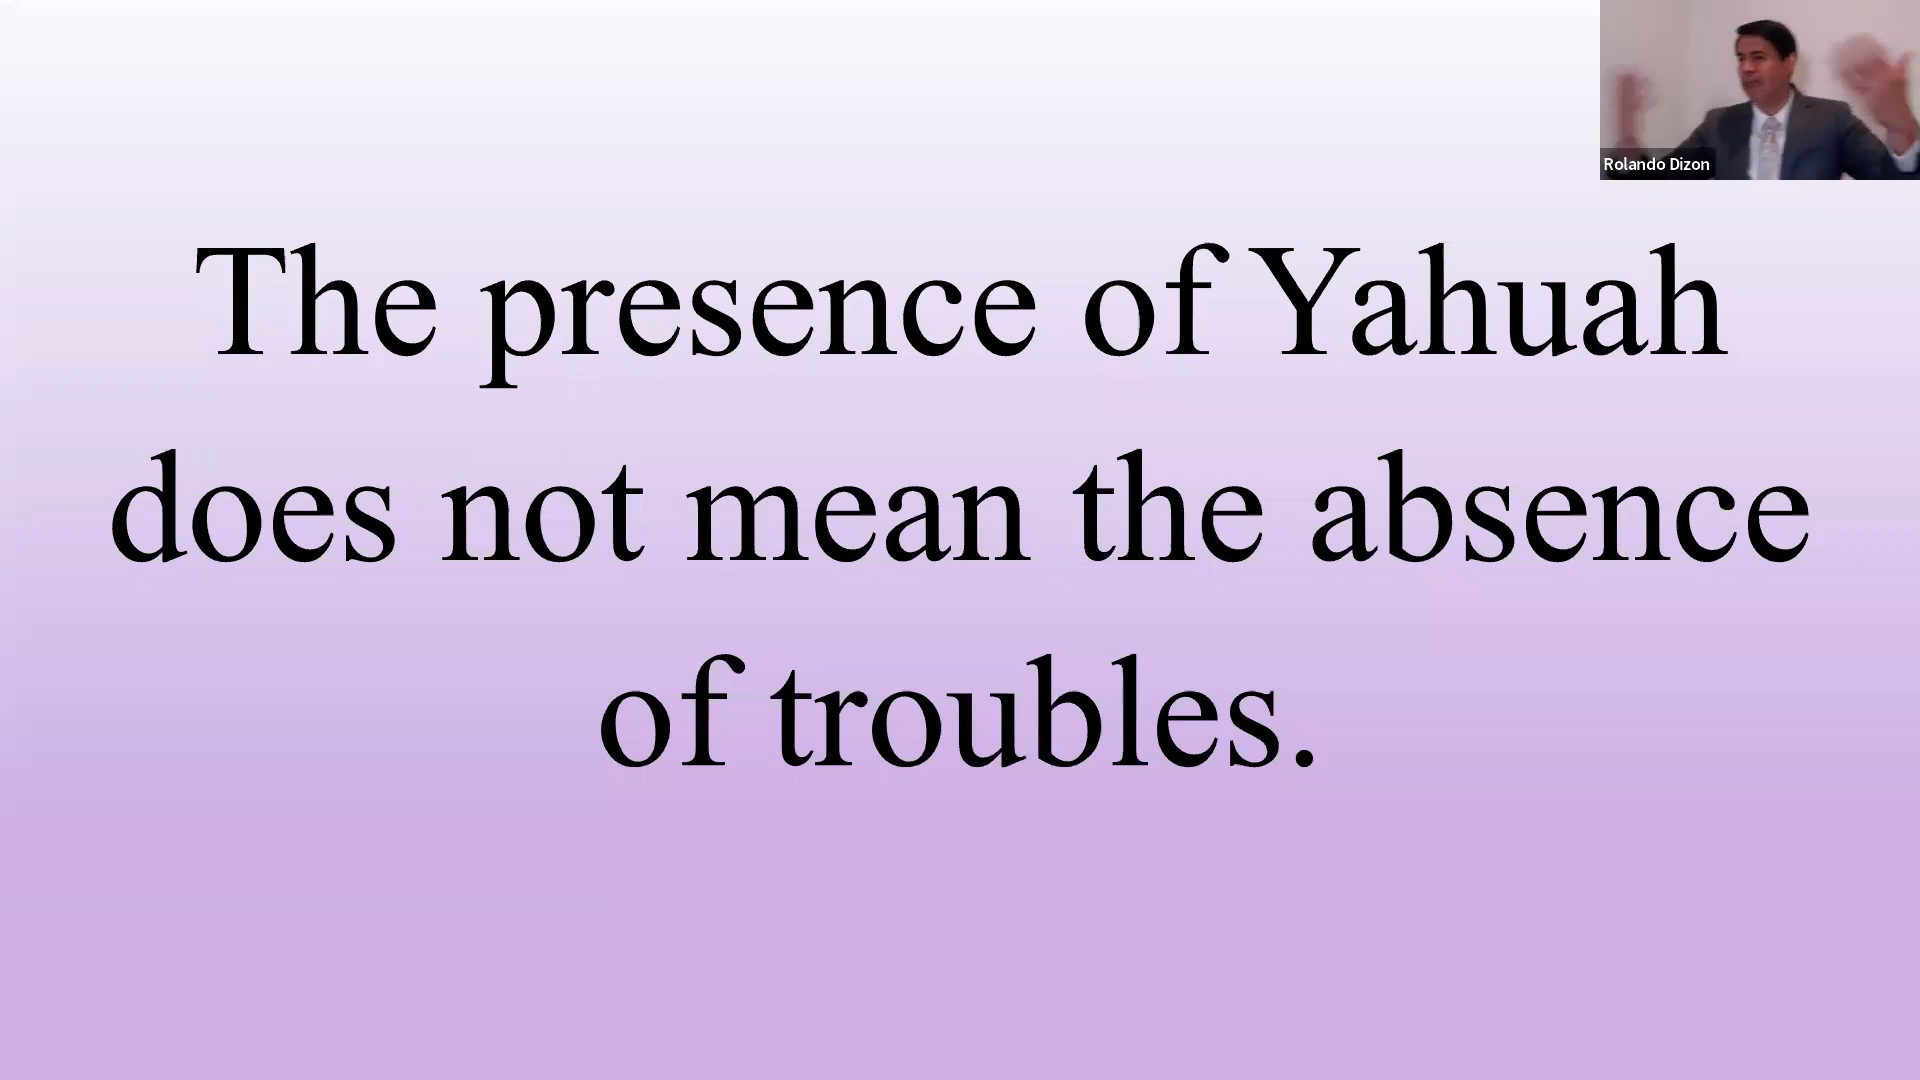 Rolando Dizon
The presence of Yahuah
does not mean the absence
of troubles.